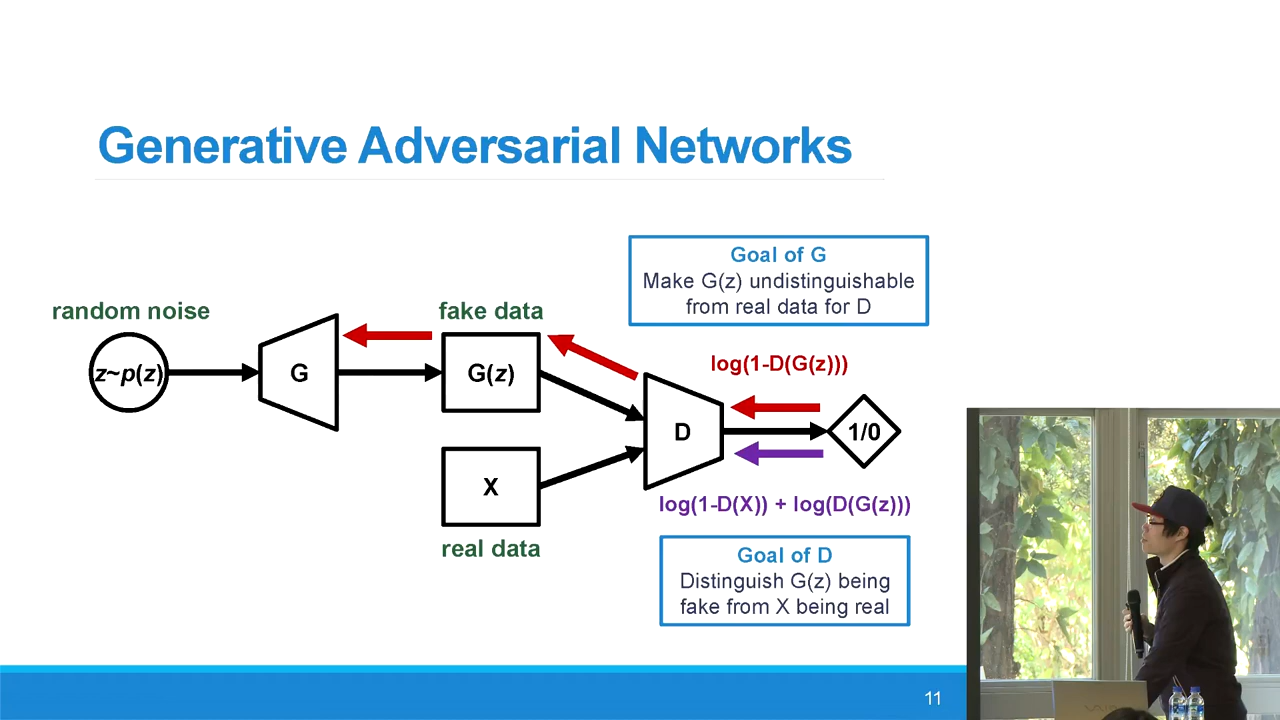 Generative Adversarial Networks
Goal of G
Make G(z) undistinguishable
from real data for D
random noise
fake data
z~p(z)
G
G(z)
log(1-D(G(z)))
D
1/0
X
log(1-D(X)) + log(D(G(z)))
real data
Goal of D
Distinguish G(z) being
fake from X being real
11